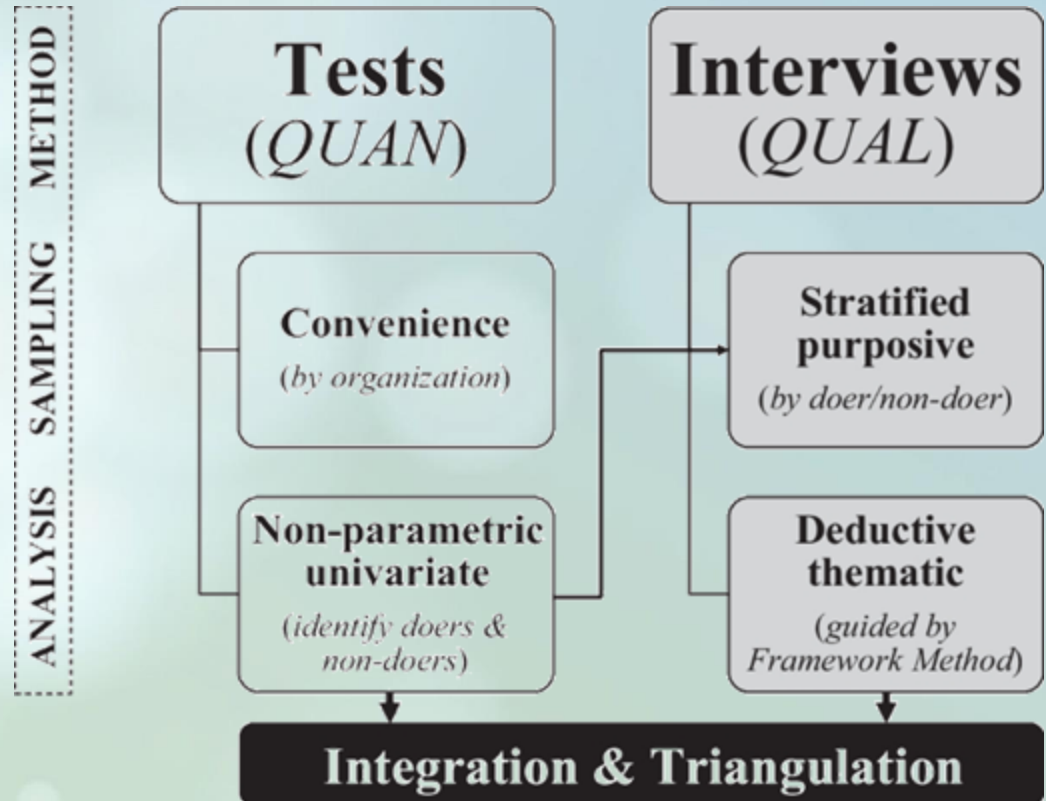 METHOD
SAMPLING
ANALYSIS
Tests
(QUAN)
Convenience
(by organization)
Non-parametric
univariate
(identify doers &
non-doers)
Interviews
(QUAL)
Stratified
purposive
(by doer/non-doer)
Deductive
thematic
(guided by
Framework Method)
Integration & Triangulation